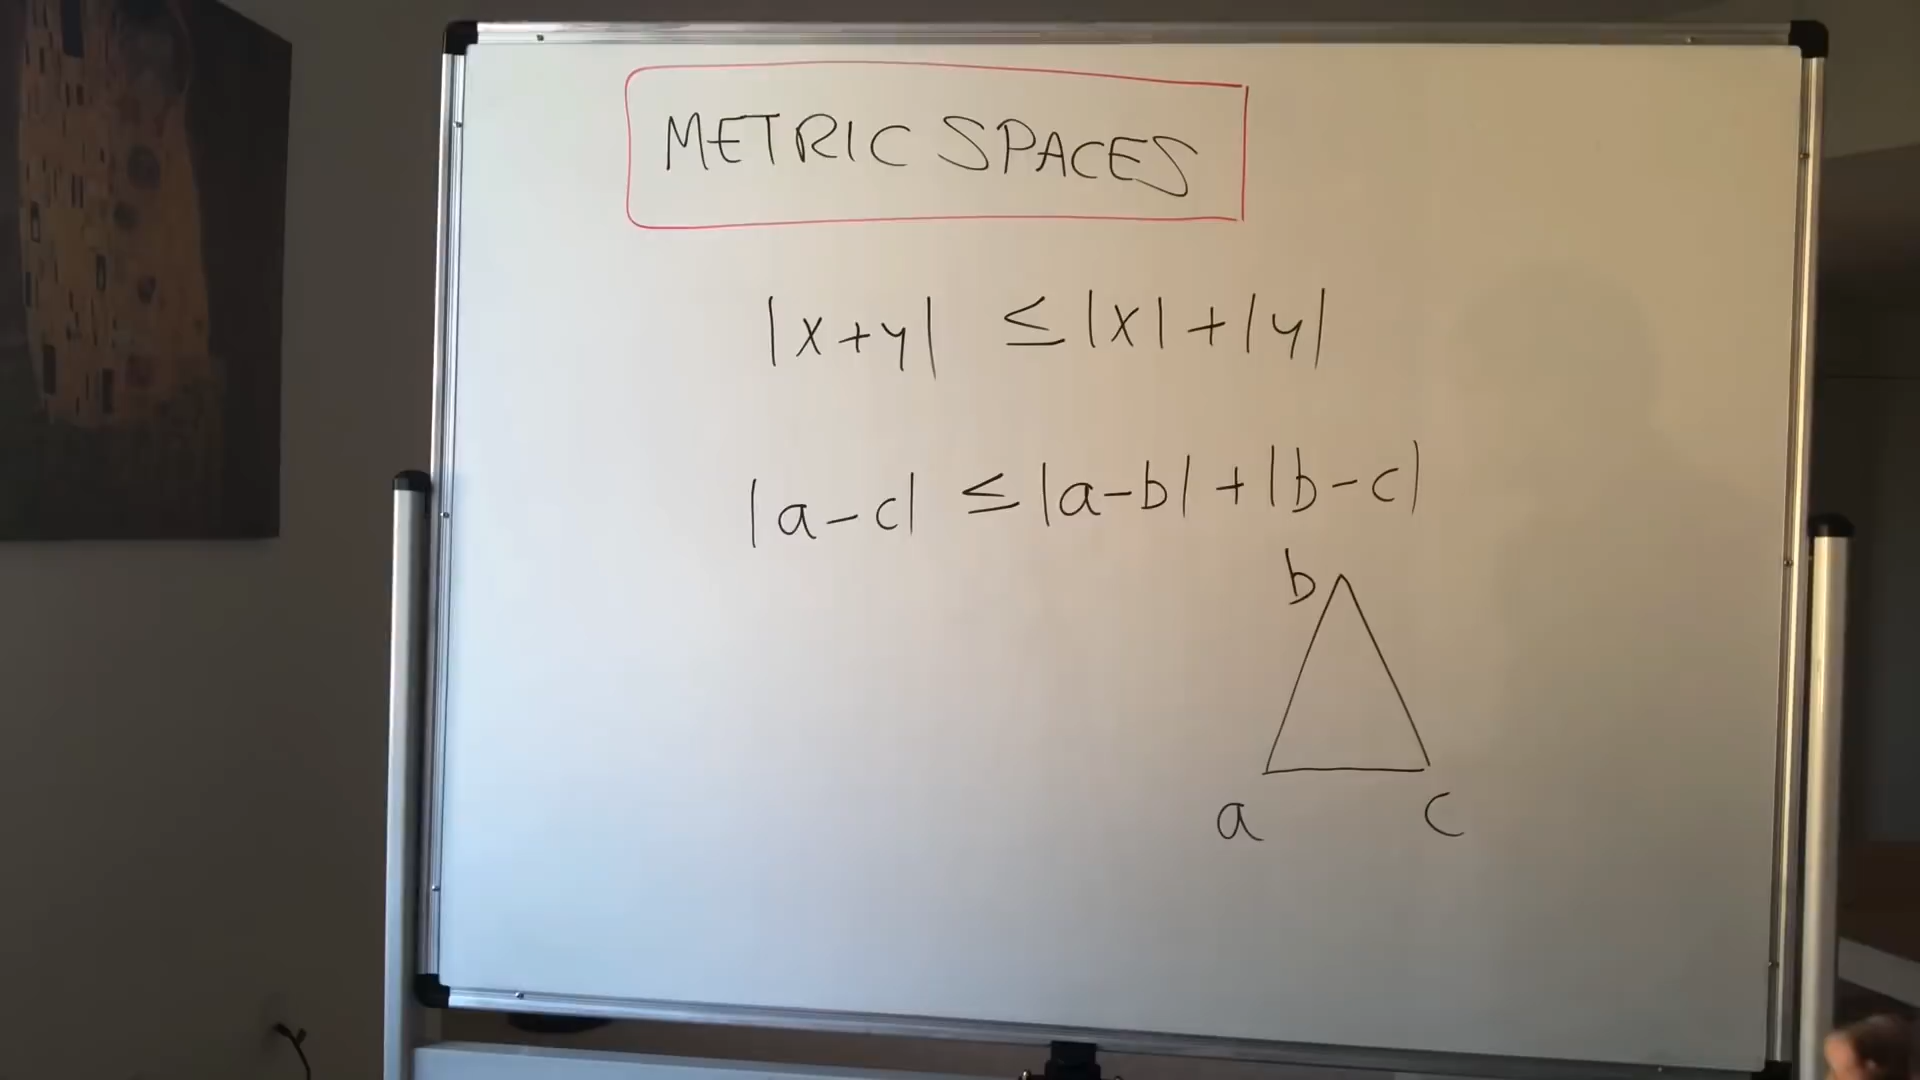 METRIC SPACES
|x+y| ≤ |x|+|y|
|a-c| ≤ |a-b|+|b-c|
b
a c